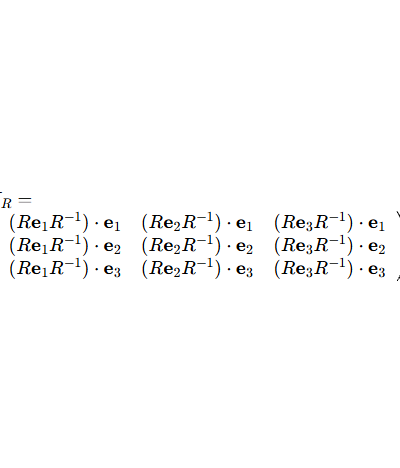 R =
(Re₁R⁻¹) · e₁ (Re₂R⁻¹) · e₁ (Re₃R⁻¹) · e₁
(Re₁R⁻¹) · e₂ (Re₂R⁻¹) · e₂ (Re₃R⁻¹) · e₂
(Re₁R⁻¹) · e₃ (Re₂R⁻¹) · e₃ (Re₃R⁻¹) · e₃